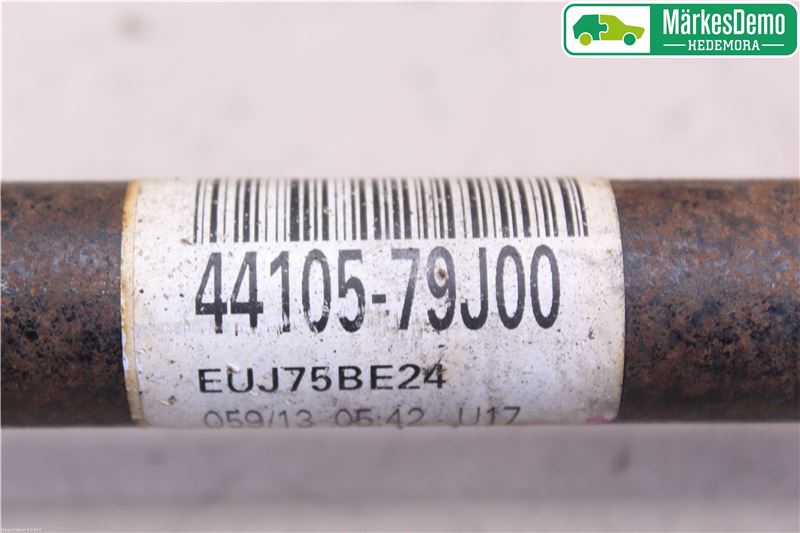 MärkesDemo
HEDEMORA
44105-79J00
EUJ75BE24
059/13 05:42 U17